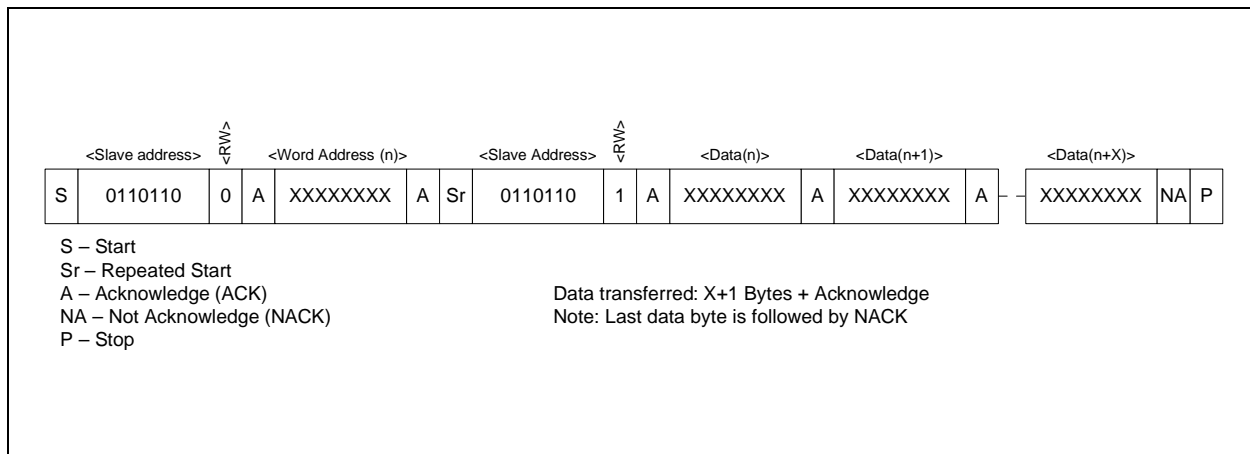 <Slave address> <RW> <Word Address (n)> <Slave Address> <RW> <Data(n)> <Data(n+1)> <Data(n+X)>
S 0110110 0 A XXXXXXXX A Sr 0110110 1 A XXXXXXXX A XXXXXXXX A XXXXXXXX NA P
S – Start
Sr – Repeated Start
A – Acknowledge (ACK)
NA – Not Acknowledge (NACK)
P – Stop
Data transferred: X+1 Bytes + Acknowledge
Note: Last data byte is followed by NACK